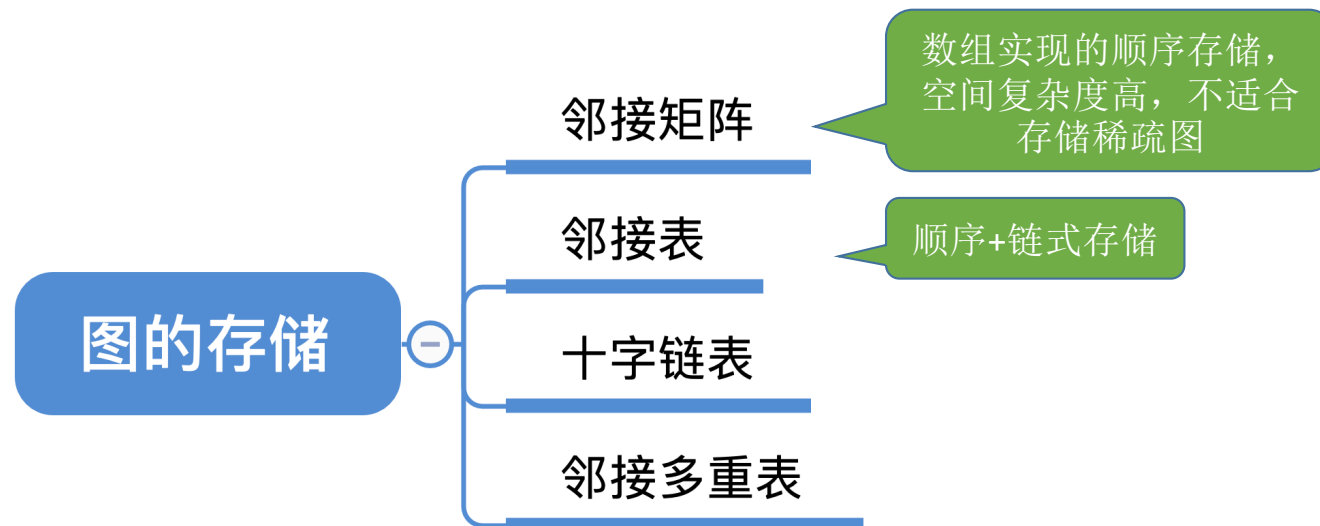 数组实现的顺序存储，
空间复杂度高，不适合
存储稀疏图
邻接矩阵
邻接表
顺序+链式存储
图的存储
十字链表
邻接多重表